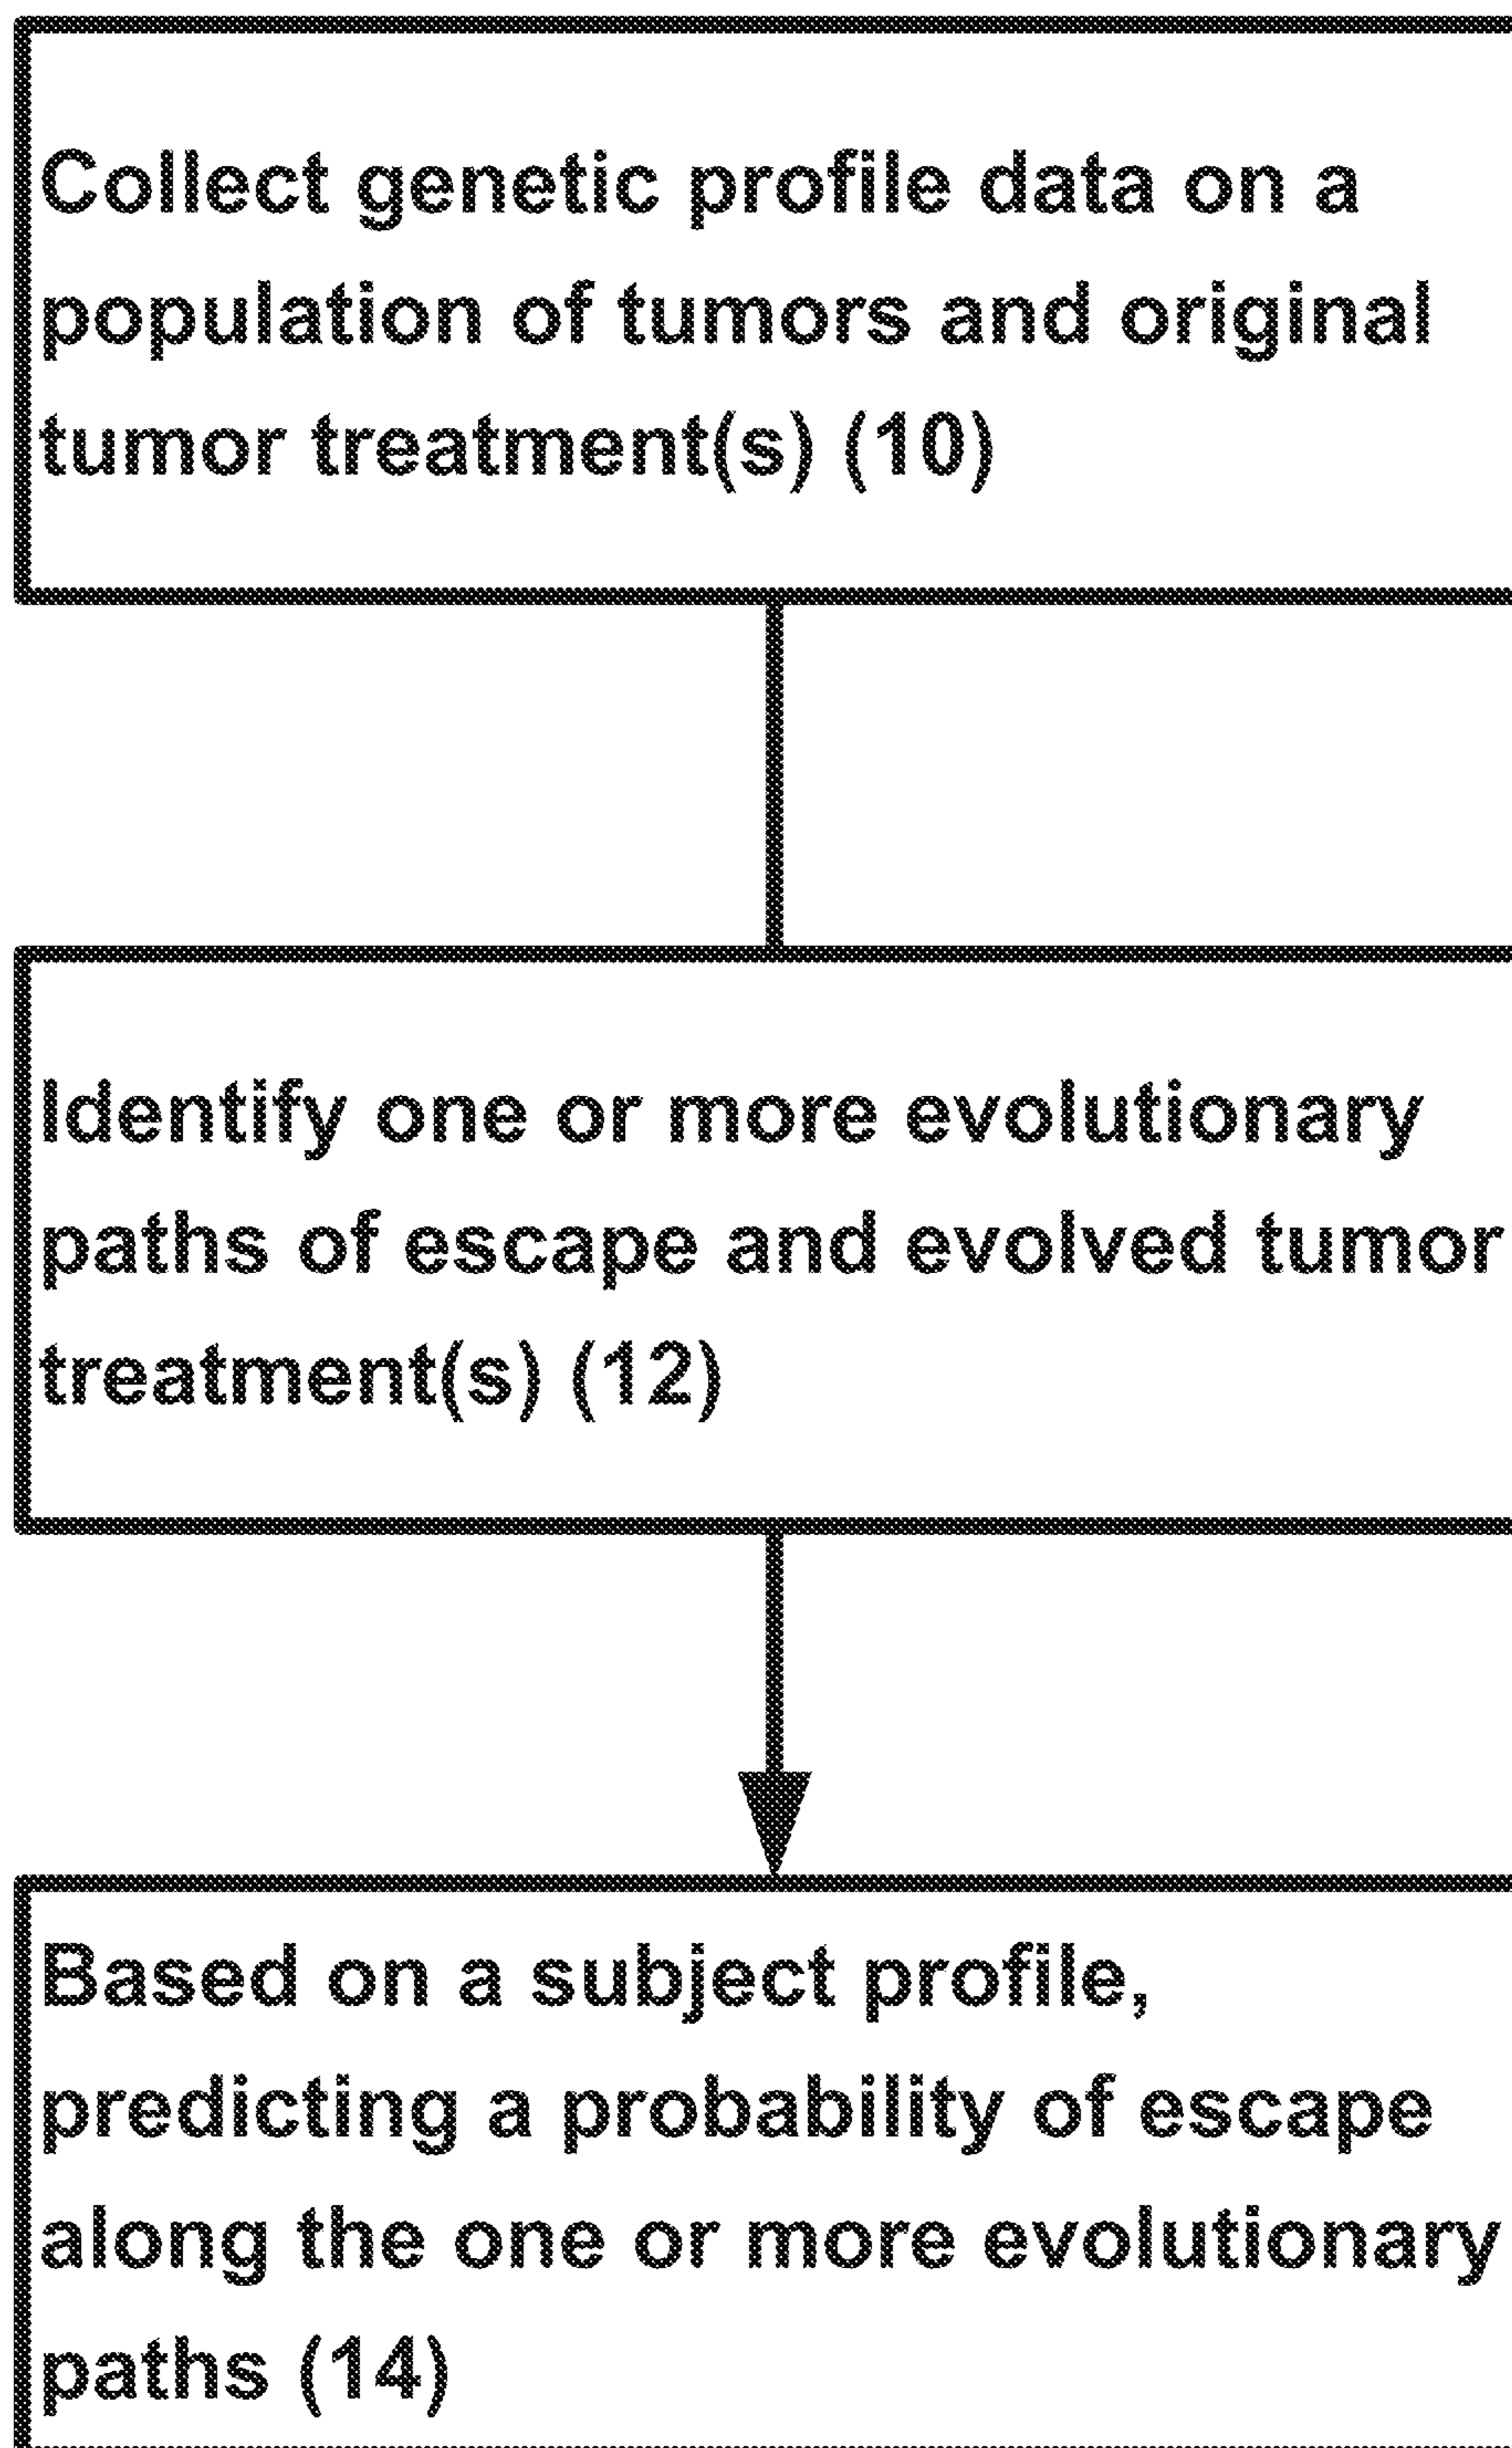 Collect genetic profile data on a
population of tumors and original
tumor treatment(s) (10)
Identify one or more evolutionary
paths of escape and evolved tumor
treatment(s) (12)
Based on a subject profile,
predicting a probability of escape
along the one or more evolutionary
paths (14)